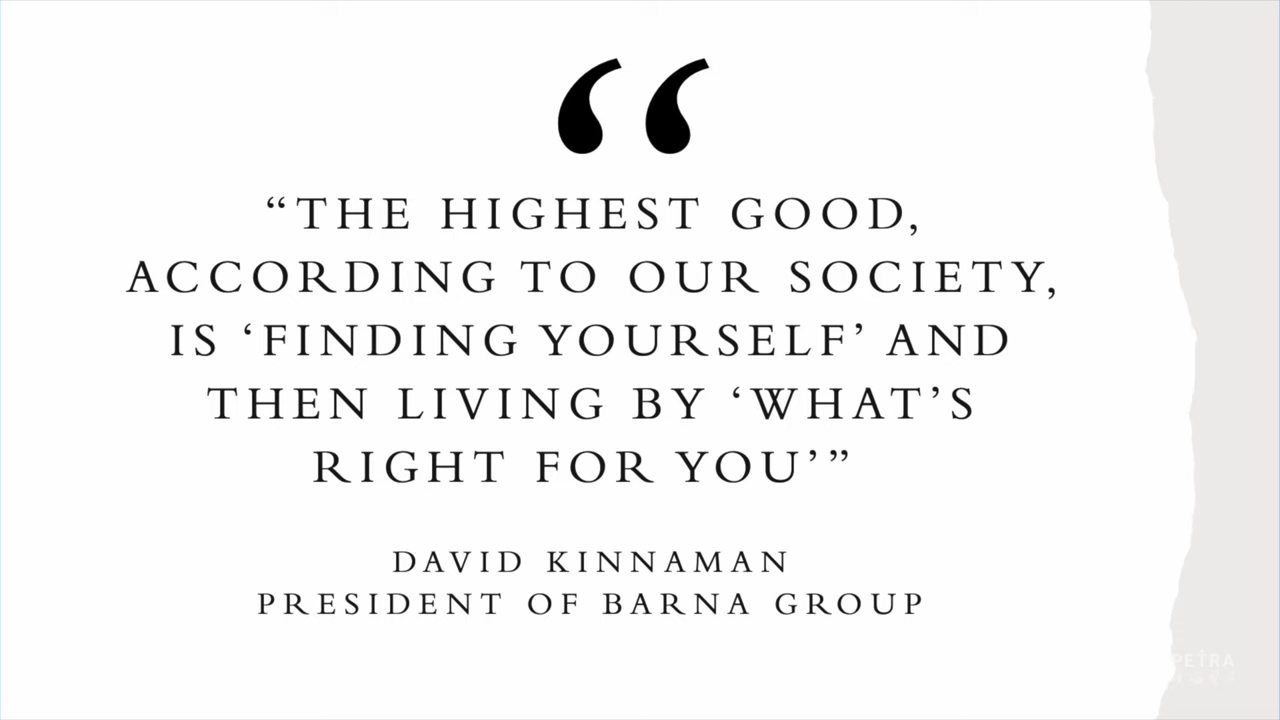 “
“THE HIGHEST GOOD,
ACCORDING TO OUR SOCIETY,
IS ‘FINDING YOURSELF’ AND
THEN LIVING BY ‘WHAT’S
RIGHT FOR YOU’”
DAVID KINNAMAN
PRESIDENT OF BARNA GROUP
PETRA